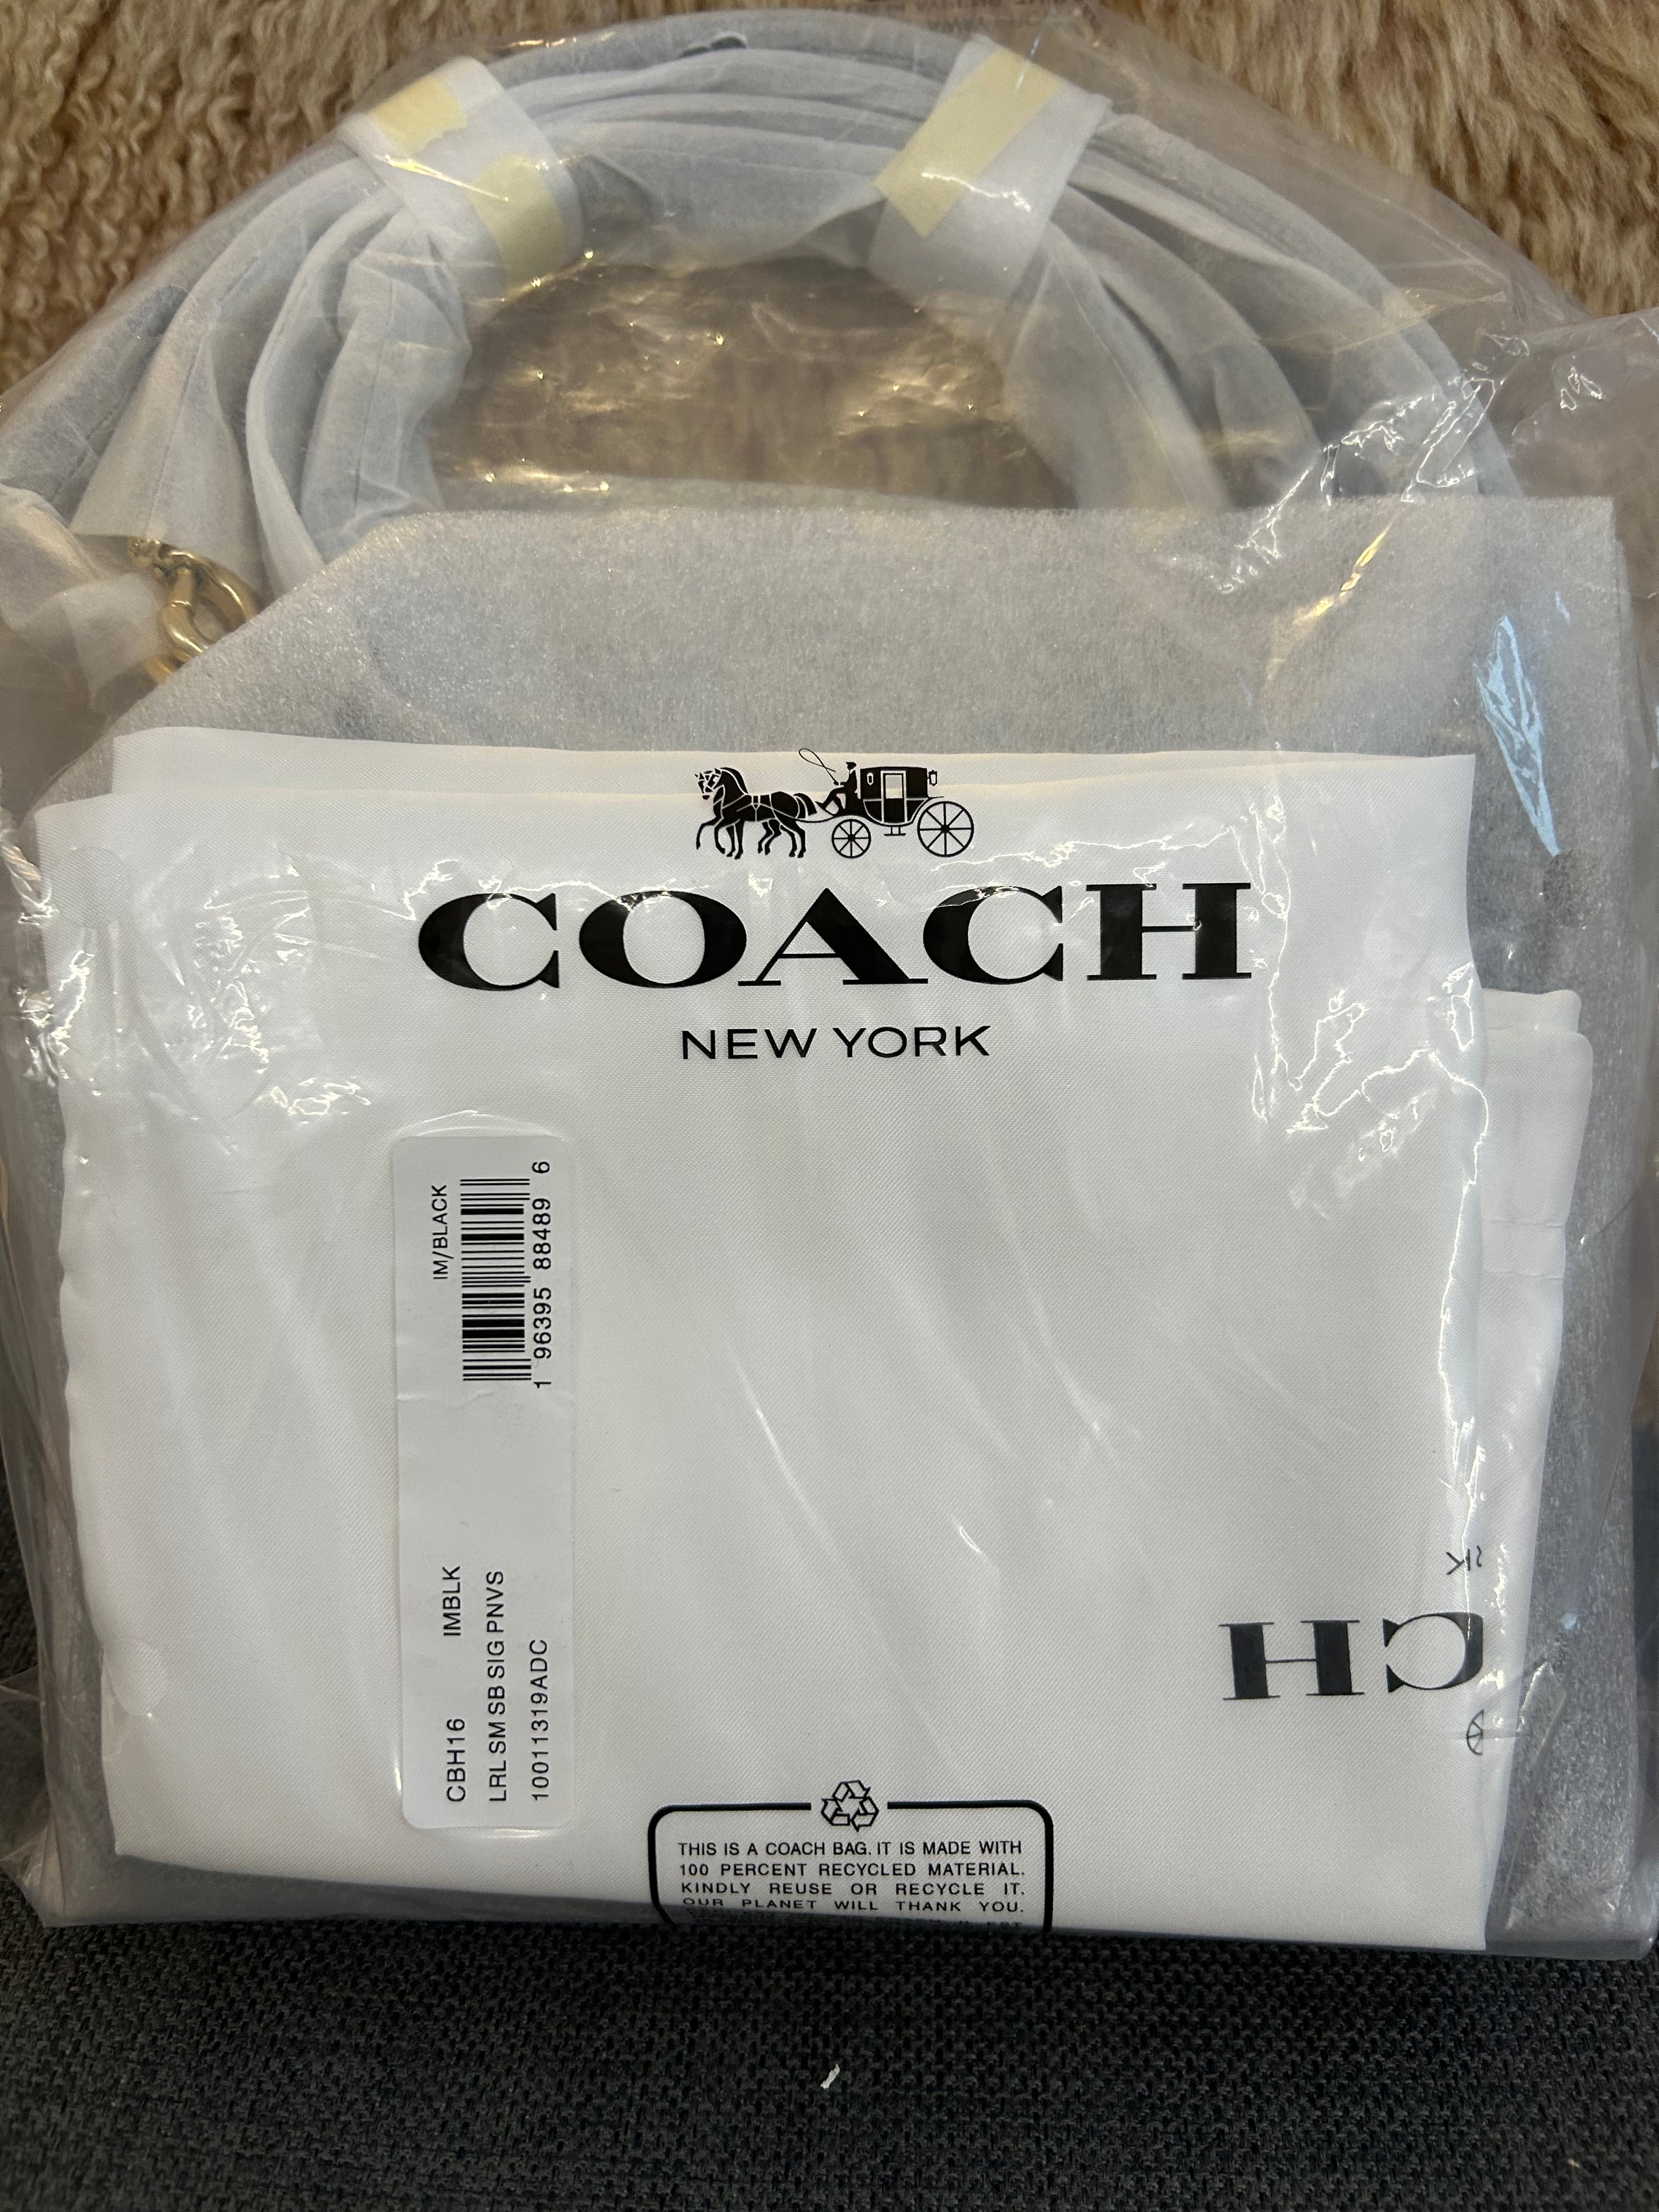 COACH
NEW YORK
IM/BLACK
1 96395 88489 6
CBH16 IMBLK
LRL SM SB SIG PNVS
10011319ADC
CH
THIS IS A COACH BAG. IT IS MADE WITH
100 PERCENT RECYCLED MATERIAL.
KINDLY REUSE OR RECYCLE IT.
OUR PLANET WILL THANK YOU.